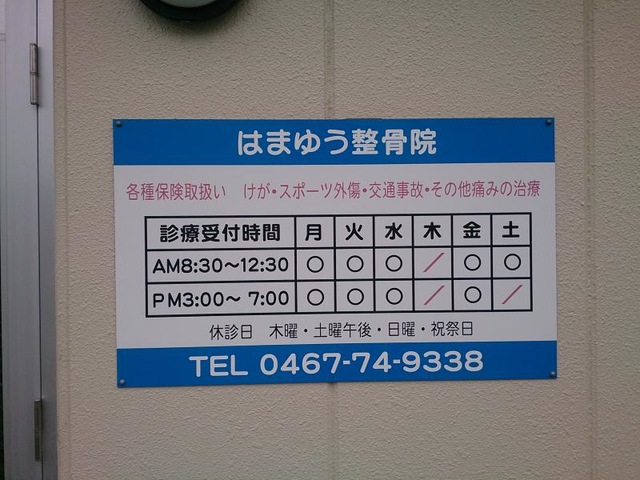 はまゆう整骨院
各種保険取扱い　けが・スポーツ外傷・交通事故・その他痛みの治療
診療受付時間 月 火 水 木 金 土
AM8:30〜12:30 ○ ○ ○ ／ ○ ○
PM3:00〜 7:00 ○ ○ ○ ／ ○ ／
休診日　木曜・土曜午後・日曜・祝祭日
TEL 0467-74-9338